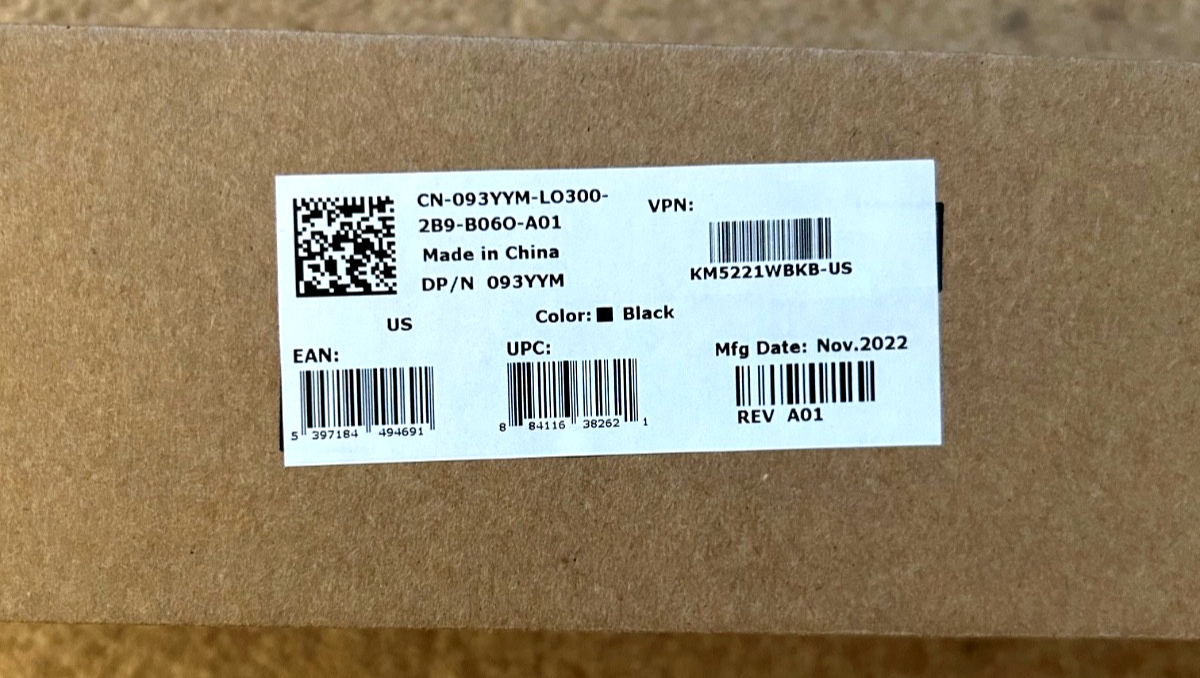 CN-093YYM-LO300-
2B9-B06O-A01
Made in China
DP/N 093YYM
VPN:
KM5221WBKB-US
US
Color: Black
EAN:
5 397184 494691
UPC:
8 84116 38262 1
Mfg Date: Nov.2022
REV A01